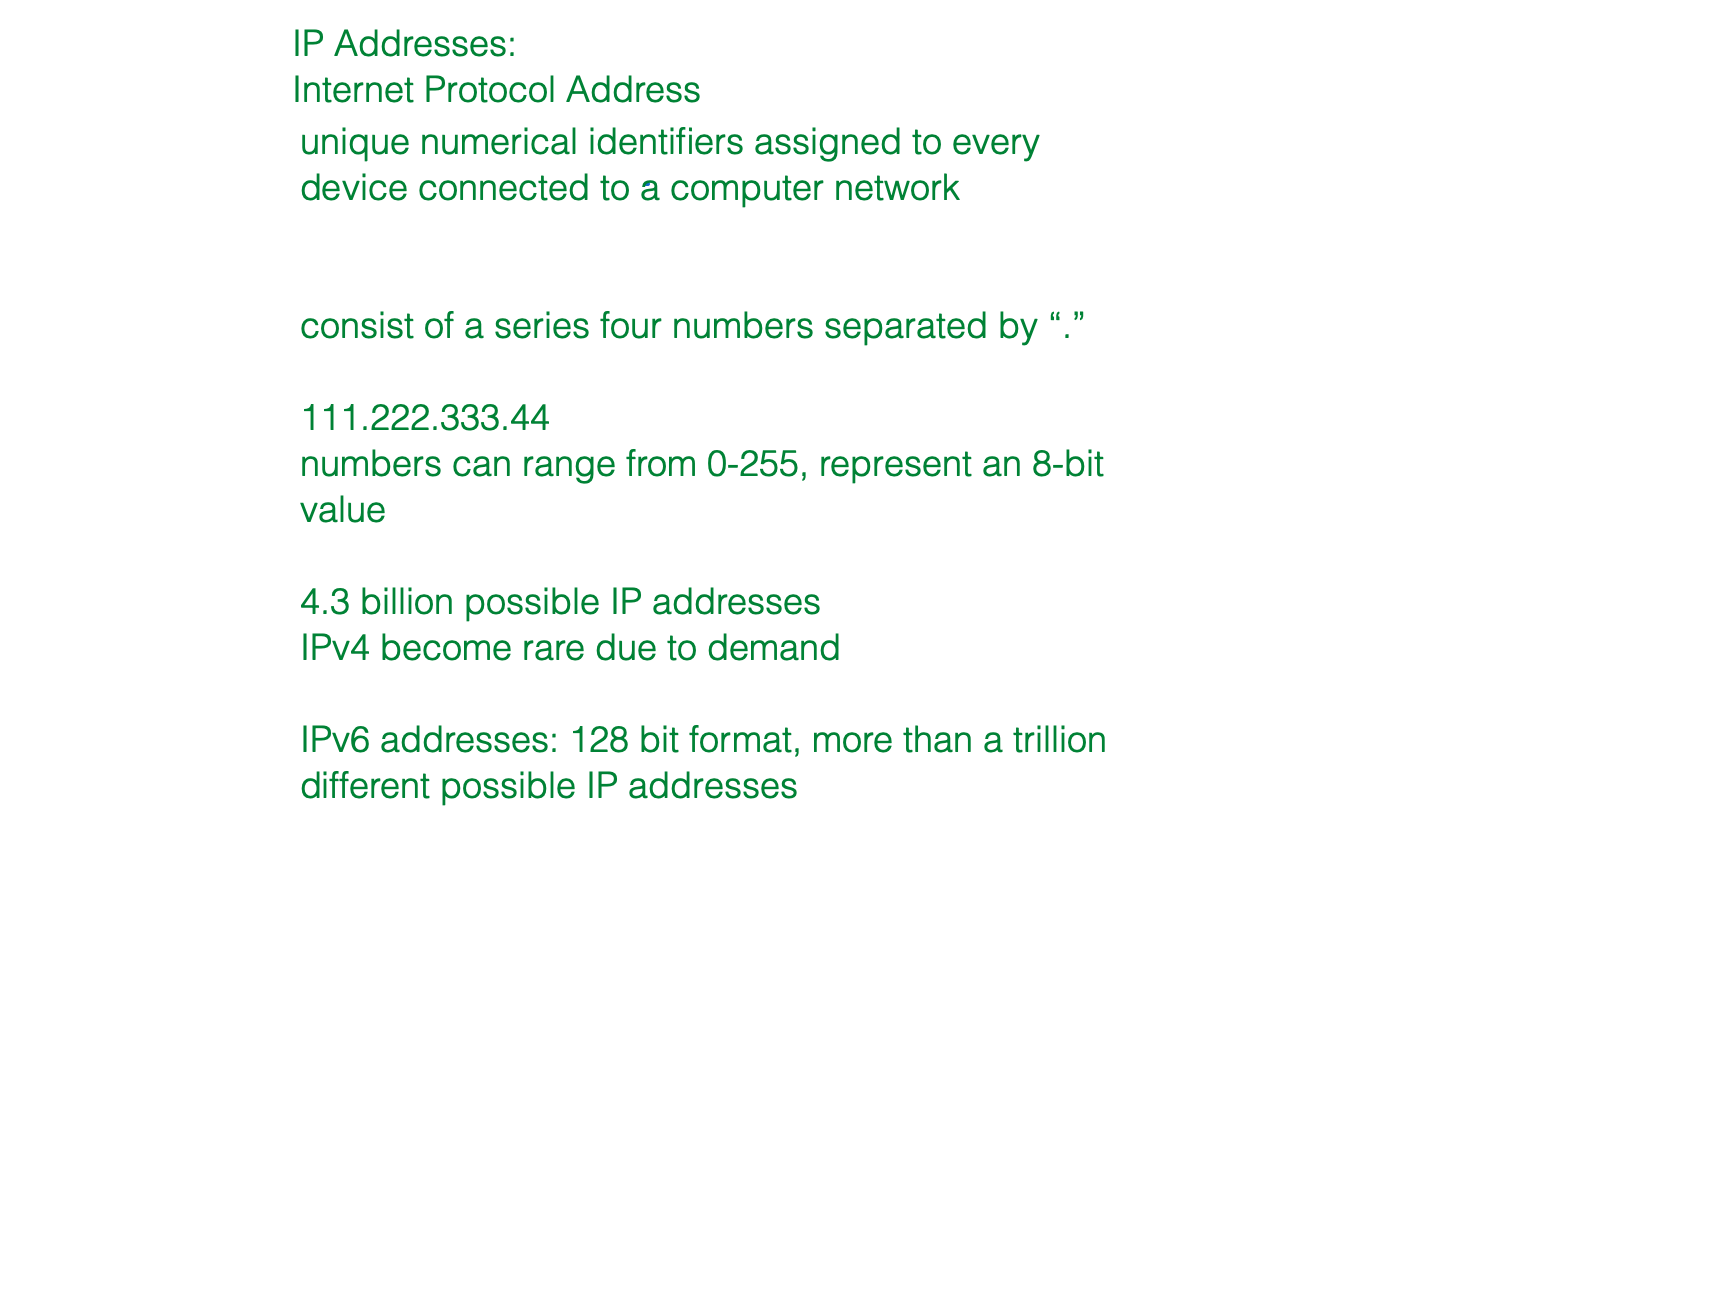 IP Addresses:
Internet Protocol Address
unique numerical identifiers assigned to every
device connected to a computer network
consist of a series four numbers separated by “.”
111.222.333.44
numbers can range from 0-255, represent an 8-bit
value
4.3 billion possible IP addresses
IPv4 become rare due to demand
IPv6 addresses: 128 bit format, more than a trillion
different possible IP addresses